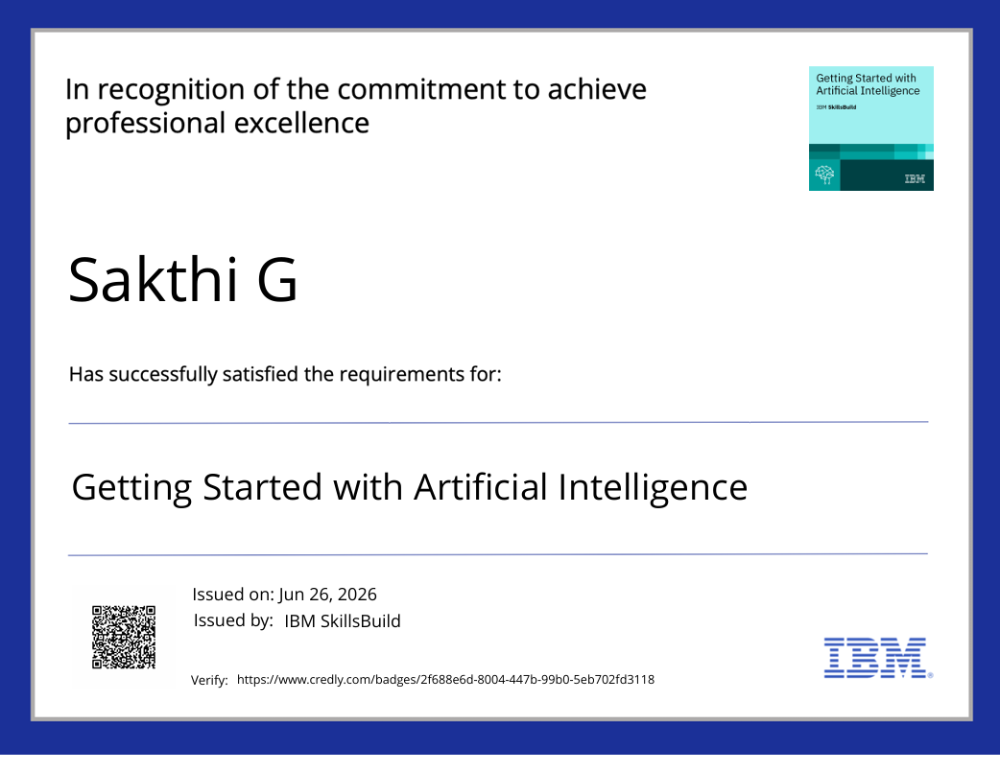 In recognition of the commitment to achieve
professional excellence
Getting Started with
Artificial Intelligence
IBM SkillsBuild
IBM
Sakthi G
Has successfully satisfied the requirements for:
Getting Started with Artificial Intelligence
Issued on: Jun 26, 2026
Issued by: IBM SkillsBuild
Verify: https://www.credly.com/badges/2f688e6d-8004-447b-99b0-5eb702fd3118
IBM®